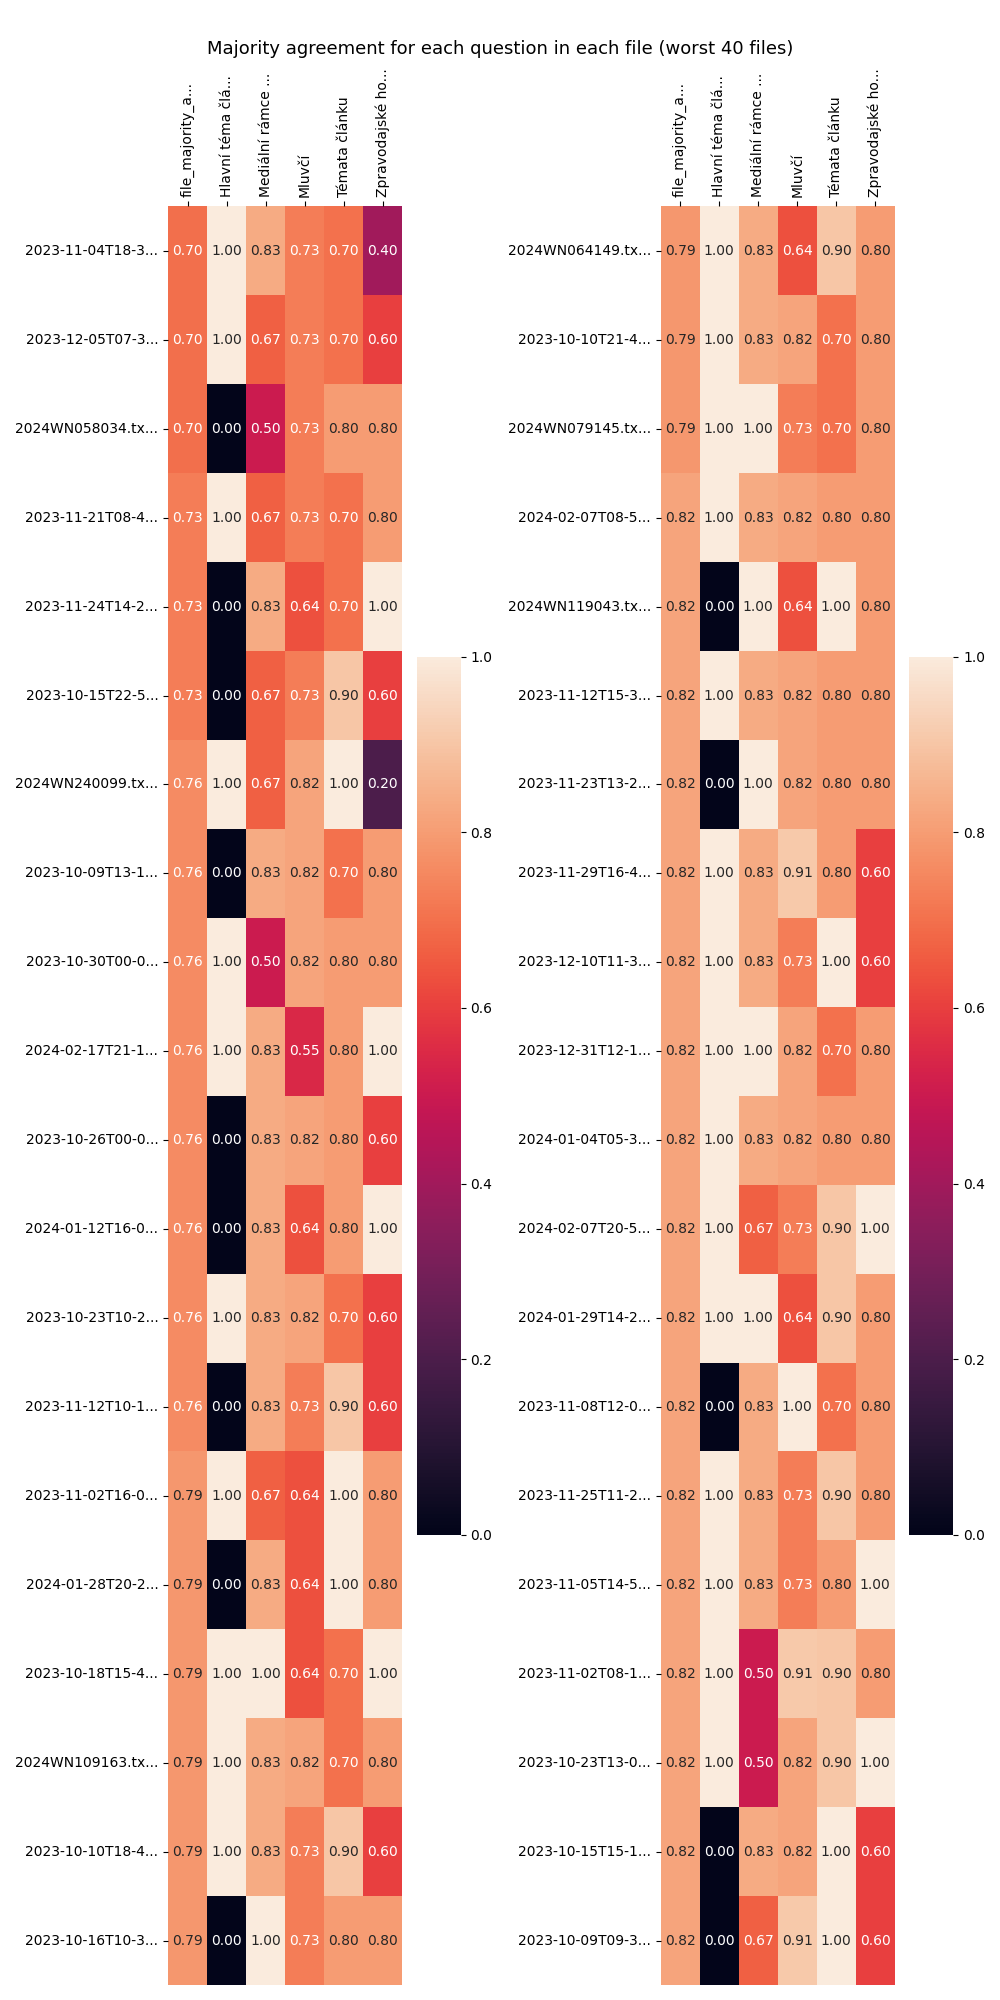 Majority agreement for each question in each file (worst 40 files)
file_majority_a... Hlavní téma člá... Mediální rámce ... Mluvčí Témata článku Zpravodajské ho...
2023-11-04T18-3... 0.70 1.00 0.83 0.73 0.70 0.40
2023-12-05T07-3... 0.70 1.00 0.67 0.73 0.70 0.60
2024WN058034.tx... 0.70 0.00 0.50 0.73 0.80 0.80
2023-11-21T08-4... 0.73 1.00 0.67 0.73 0.70 0.80
2023-11-24T14-2... 0.73 0.00 0.83 0.64 0.70 1.00
2023-10-15T22-5... 0.73 0.00 0.67 0.73 0.90 0.60
2024WN240099.tx... 0.76 1.00 0.67 0.82 1.00 0.20
2023-10-09T13-1... 0.76 0.00 0.83 0.82 0.70 0.80
2023-10-30T00-0... 0.76 1.00 0.50 0.82 0.80 0.80
2024-02-17T21-1... 0.76 1.00 0.83 0.55 0.80 1.00
2023-10-26T00-0... 0.76 0.00 0.83 0.82 0.80 0.60
2024-01-12T16-0... 0.76 0.00 0.83 0.64 0.80 1.00
2023-10-23T10-2... 0.76 1.00 0.83 0.82 0.70 0.60
2023-11-12T10-1... 0.76 0.00 0.83 0.73 0.90 0.60
2023-11-02T16-0... 0.79 1.00 0.67 0.64 1.00 0.80
2024-01-28T20-2... 0.79 0.00 0.83 0.64 1.00 0.80
2023-10-18T15-4... 0.79 1.00 1.00 0.64 0.70 1.00
2024WN109163.tx... 0.79 1.00 0.83 0.82 0.70 0.80
2023-10-10T18-4... 0.79 1.00 0.83 0.73 0.90 0.60
2023-10-16T10-3... 0.79 0.00 1.00 0.73 0.80 0.80
1.0
0.8
0.6
0.4
0.2
0.0
file_majority_a... Hlavní téma člá... Mediální rámce ... Mluvčí Témata článku Zpravodajské ho...
2024WN064149.tx... 0.79 1.00 0.83 0.64 0.90 0.80
2023-10-10T21-4... 0.79 1.00 0.83 0.82 0.70 0.80
2024WN079145.tx... 0.79 1.00 1.00 0.73 0.70 0.80
2024-02-07T08-5... 0.82 1.00 0.83 0.82 0.80 0.80
2024WN119043.tx... 0.82 0.00 1.00 0.64 1.00 0.80
2023-11-12T15-3... 0.82 1.00 0.83 0.82 0.80 0.80
2023-11-23T13-2... 0.82 0.00 1.00 0.82 0.80 0.80
2023-11-29T16-4... 0.82 1.00 0.83 0.91 0.80 0.60
2023-12-10T11-3... 0.82 1.00 0.83 0.73 1.00 0.60
2023-12-31T12-1... 0.82 1.00 1.00 0.82 0.70 0.80
2024-01-04T05-3... 0.82 1.00 0.83 0.82 0.80 0.80
2024-02-07T20-5... 0.82 1.00 0.67 0.73 0.90 1.00
2024-01-29T14-2... 0.82 1.00 1.00 0.64 0.90 0.80
2023-11-08T12-0... 0.82 0.00 0.83 1.00 0.70 0.80
2023-11-25T11-2... 0.82 1.00 0.83 0.73 0.90 0.80
2023-11-05T14-5... 0.82 1.00 0.83 0.73 0.80 1.00
2023-11-02T08-1... 0.82 1.00 0.50 0.91 0.90 0.80
2023-10-23T13-0... 0.82 1.00 0.50 0.82 0.90 1.00
2023-10-15T15-1... 0.82 0.00 0.83 0.82 1.00 0.60
2023-10-09T09-3... 0.82 0.00 0.67 0.91 1.00 0.60
1.0
0.8
0.6
0.4
0.2
0.0